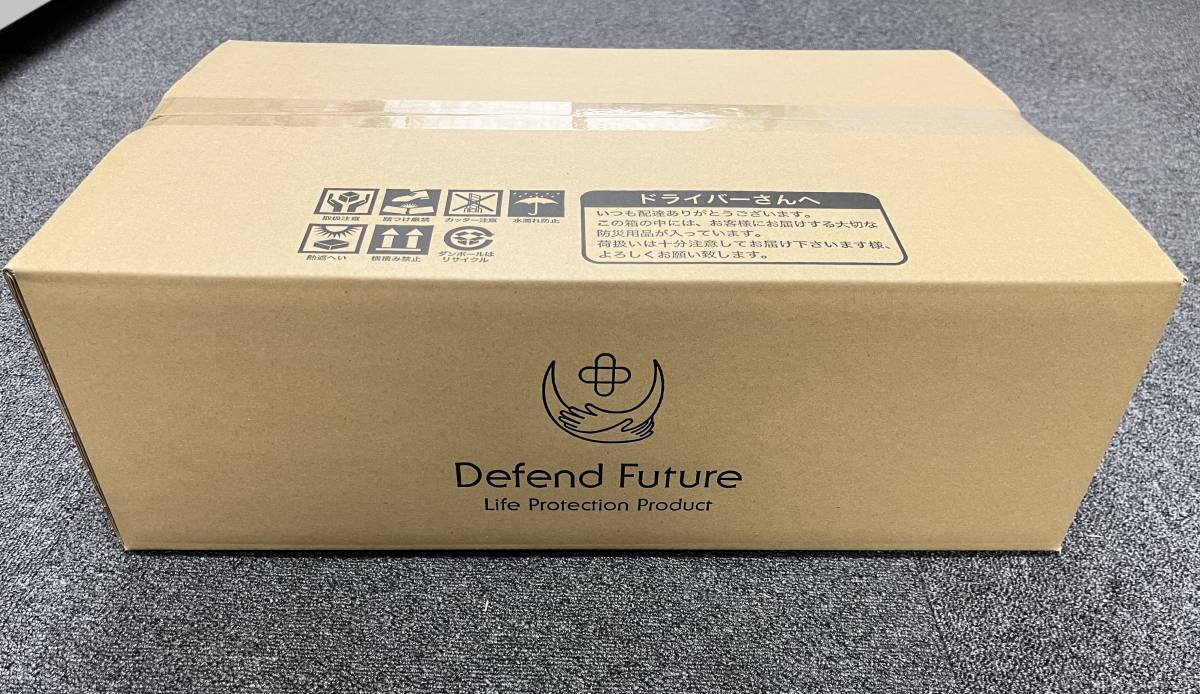 取扱注意
踏つけ厳禁
カッター注意
水濡れ防止
熱遮へい
横積み禁止
ダンボールは
リサイクル
ドライバーさんへ
いつも配達ありがとうございます。
この箱の中には、お客様にお届けする大切な
防災用品が入っています。
荷扱いは十分注意してお届け下さいます様、
よろしくお願い致します。
Defend Future
Life Protection Product